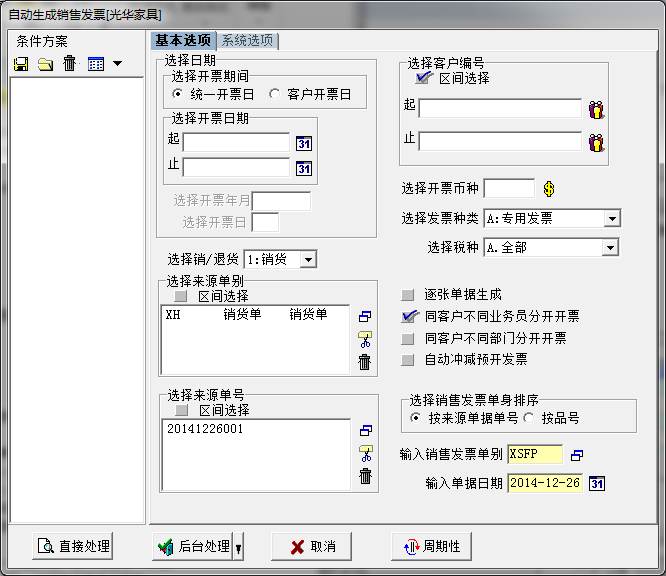 自动生成销售发票[光华家具]
条件方案
基本选项
系统选项
选择日期
选择开票期间
统一开票日
客户开票日
选择开票日期
起
31
止
31
选择开票年月
选择开票日
选择销/退货
1:销货
选择来源单别
区间选择
XH 销货单 销货单
选择来源单号
区间选择
20141226001
选择客户编号
区间选择
起
止
选择开票币种
选择发票种类
A:专用发票
选择税种
A.全部
逐张单据生成
同客户不同业务员分开开票
同客户不同部门分开开票
自动冲减预开发票
选择销售发票单身排序
按来源单据单号
按品号
输入销售发票单别
XSFP
输入单据日期
2014-12-26
31
直接处理
后台处理
取消
周期性